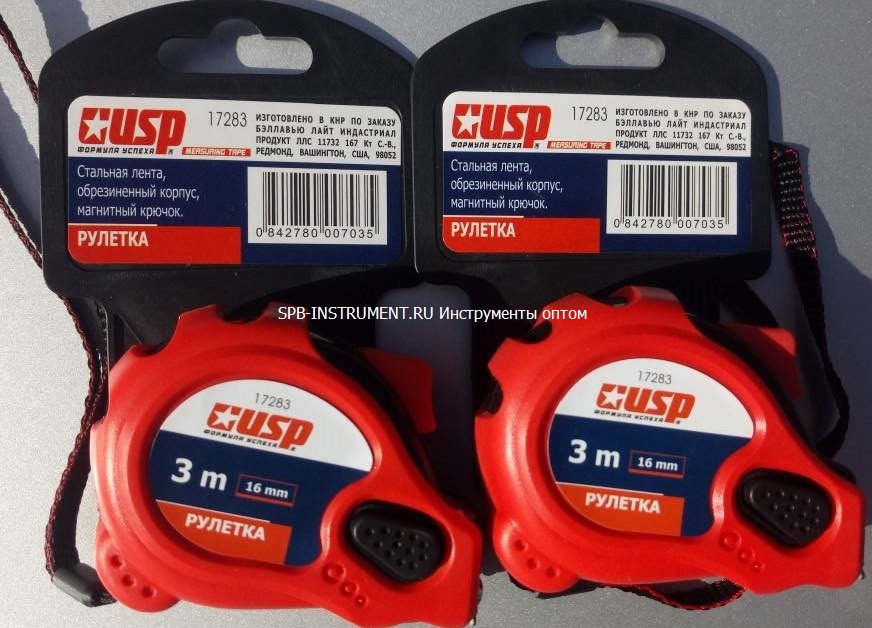 USP
ФОРМУЛА УСПЕХА
17283
MEASURING TAPE
ИЗГОТОВЛЕНО В КНР ПО ЗАКАЗУ
БЭЛЛАВЬЮ ЛАЙТ ИНДАСТРИАЛ
ПРОДУКТ ЛЛС 11732 167 Кт С.-В.,
РЕДМОНД, ВАШИНГТОН, США, 98052
Стальная лента,
обрезиненный корпус,
магнитный крючок.
РУЛЕТКА
0 842780 007035
USP
ФОРМУЛА УСПЕХА
17283
MEASURING TAPE
ИЗГОТОВЛЕНО В КНР ПО ЗАКАЗУ
БЭЛЛАВЬЮ ЛАЙТ ИНДАСТРИАЛ
ПРОДУКТ ЛЛС 11732 167 Кт С.-В.,
РЕДМОНД, ВАШИНГТОН, США, 98052
Стальная лента,
обрезиненный корпус,
магнитный крючок.
РУЛЕТКА
0 842780 007035
SPB-INSTRUMENT.RU Инструменты оптом
17283
USP
ФОРМУЛА УСПЕХА
3 m 16 mm
РУЛЕТКА
17283
USP
ФОРМУЛА УСПЕХА
3 m 16 mm
РУЛЕТКА